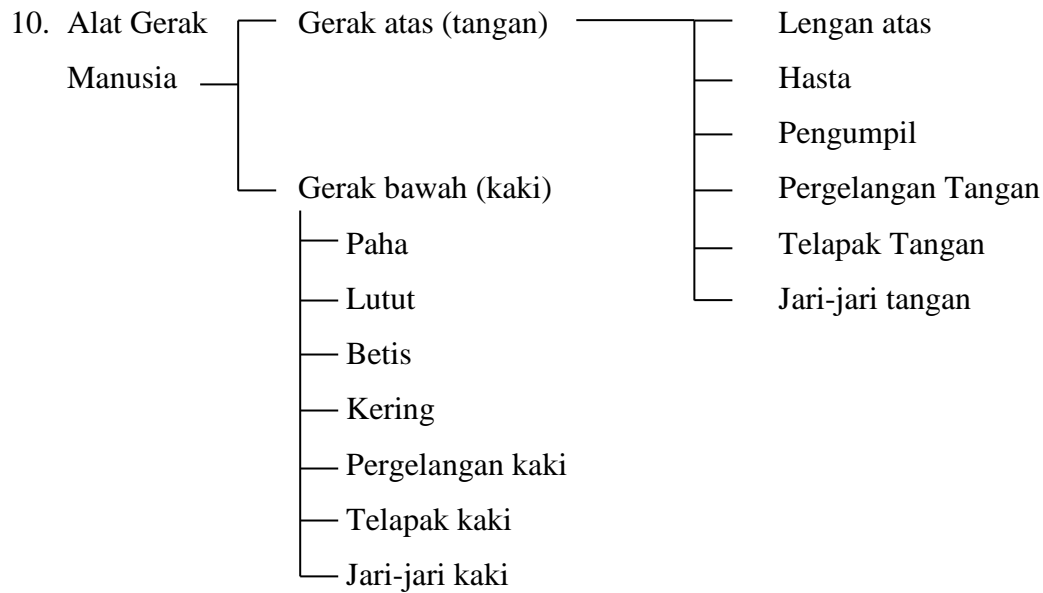 10. Alat Gerak Manusia
Gerak atas (tangan)
Lengan atas
Hasta
Pengumpil
Pergelangan Tangan
Telapak Tangan
Jari-jari tangan
Gerak bawah (kaki)
Paha
Lutut
Betis
Kering
Pergelangan kaki
Telapak kaki
Jari-jari kaki